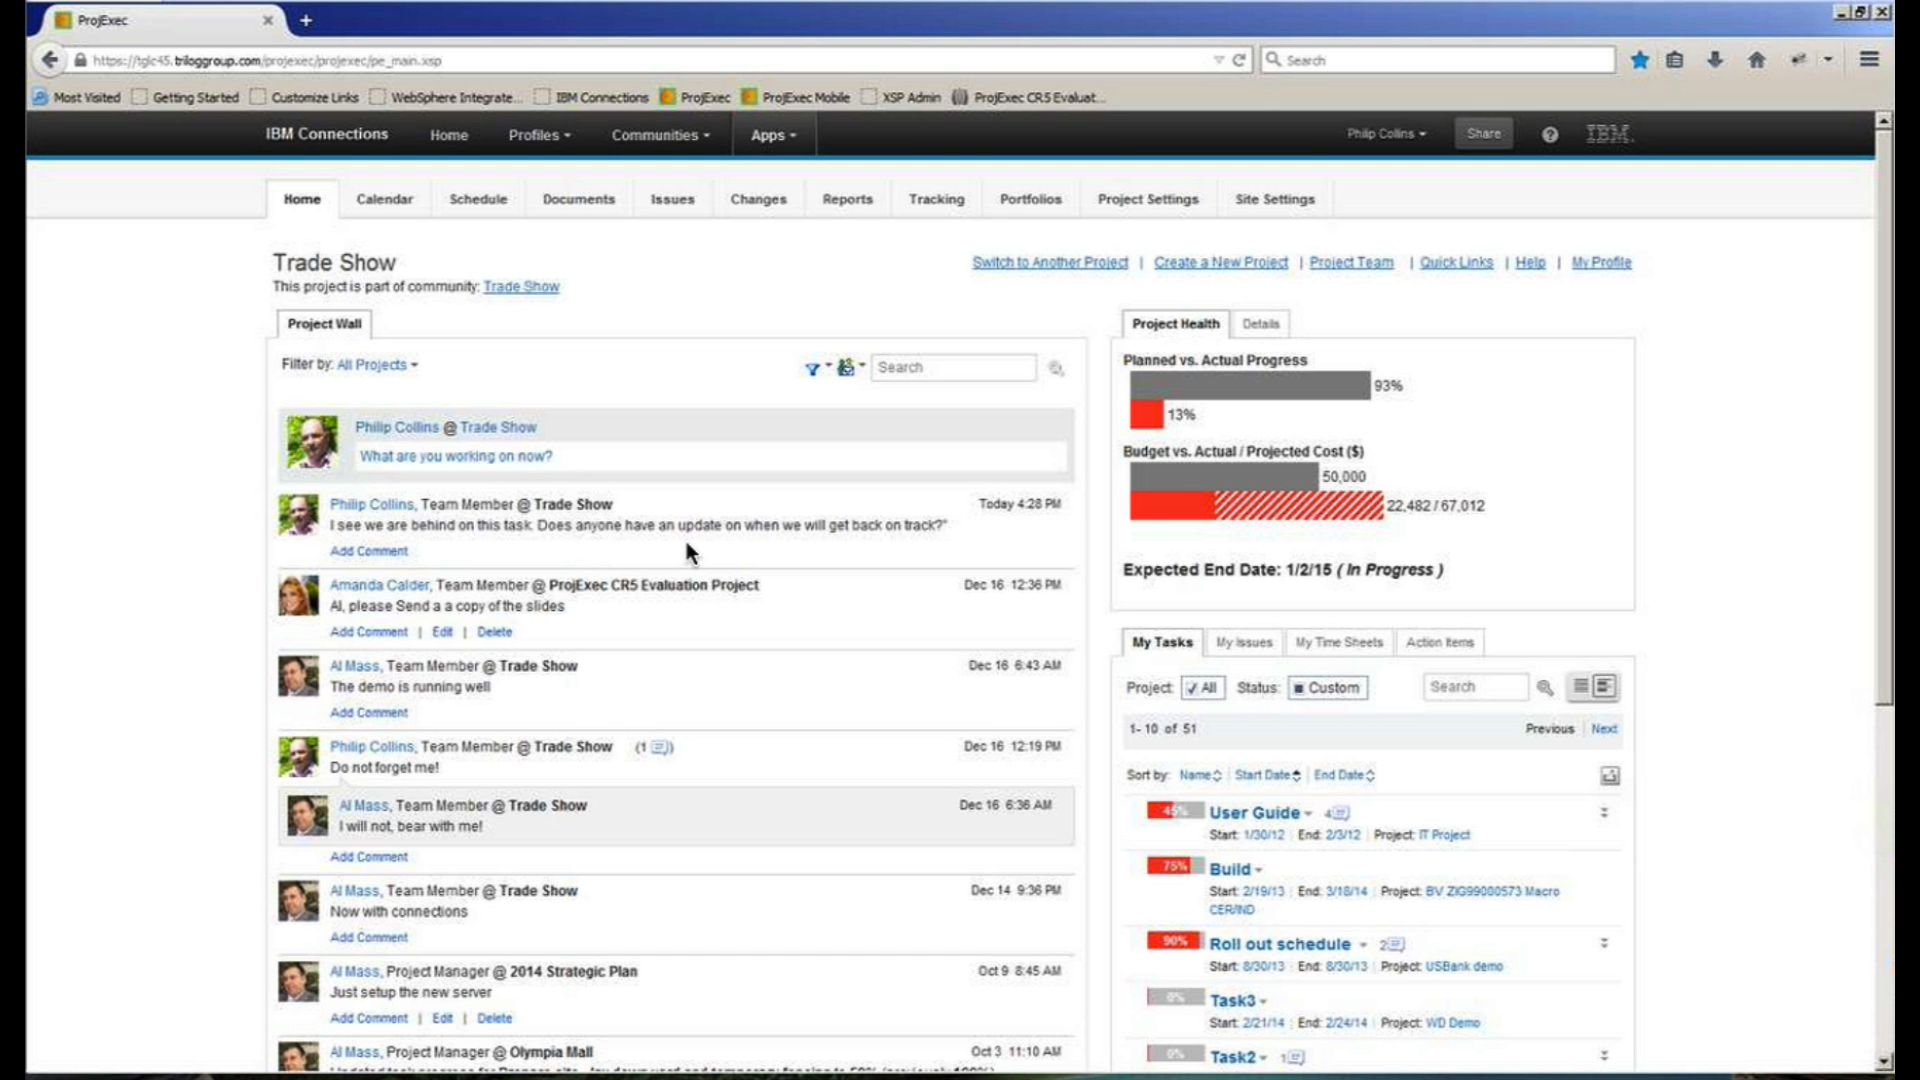 ProjExec
https://tglc45.triloggroup.com/projexec/projexec/pe_main.xsp
Search
Most Visited Getting Started Customize Links WebSphere Integrate... IBM Connections ProjExec ProjExec Mobile XSP Admin ProjExec CR5 Evaluat...
IBM Connections Home Profiles Communities Apps Philip Collins Share ? IBM.
Home Calendar Schedule Documents Issues Changes Reports Tracking Portfolios Project Settings Site Settings
Trade Show
Switch to Another Project | Create a New Project | Project Team | Quick Links | Help | My Profile
This project is part of community: Trade Show
Project Wall
Filter by: All Projects
Search
Philip Collins @ Trade Show
What are you working on now?
Philip Collins, Team Member @ Trade Show Today 4:28 PM
I see we are behind on this task. Does anyone have an update on when we will get back on track?"
Add Comment
Amanda Calder, Team Member @ ProjExec CR5 Evaluation Project Dec 16 12:36 PM
Al, please Send a a copy of the slides
Add Comment | Edit | Delete
Al Mass, Team Member @ Trade Show Dec 16 6:43 AM
The demo is running well
Add Comment
Philip Collins, Team Member @ Trade Show (1) Dec 16 12:19 PM
Do not forget me!
Al Mass, Team Member @ Trade Show Dec 16 6:36 AM
I will not, bear with me!
Add Comment
Al Mass, Team Member @ Trade Show Dec 14 9:36 PM
Now with connections
Add Comment
Al Mass, Project Manager @ 2014 Strategic Plan Oct 9 8:45 AM
Just setup the new server
Add Comment | Edit | Delete
Al Mass, Project Manager @ Olympia Mall Oct 3 11:10 AM
Project Health Details
Planned vs. Actual Progress
93%
13%
Budget vs. Actual / Projected Cost ($)
50,000
22,482 / 67,012
Expected End Date: 1/2/15 ( In Progress )
My Tasks My Issues My Time Sheets Action Items
Project: All Status: Custom Search
1- 10 of 51 Previous Next
Sort by: Name Start Date End Date
45% User Guide 4
Start: 1/30/12 End: 2/3/12 Project: IT Project
75% Build
Start: 2/19/13 End: 3/18/14 Project: BV ZIG99000573 Macro
CER/IND
90% Roll out schedule 2
Start: 8/30/13 End: 8/30/13 Project: USBank demo
0% Task3
Start: 2/21/14 End: 2/24/14 Project: WD Demo
0% Task2 1